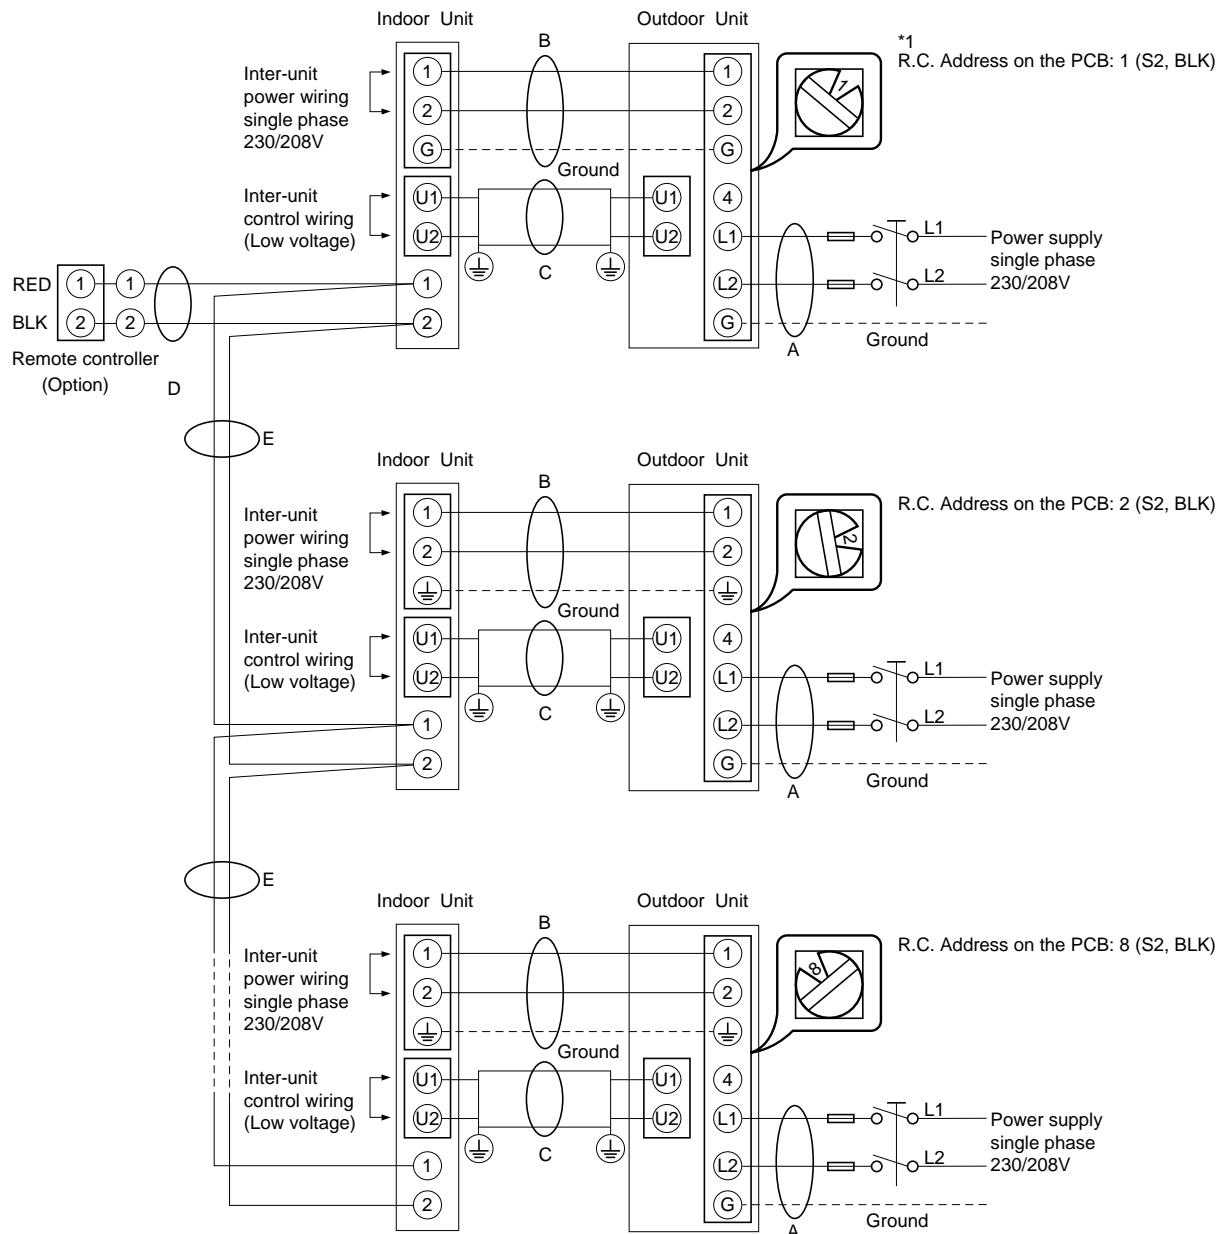 Indoor Unit
Outdoor Unit
*1
R.C. Address on the PCB: 1 (S2, BLK)
B
1
1
1
Inter-unit
power wiring
single phase
230/208V
2
2
G
G
Ground
Inter-unit
control wiring
(Low voltage)
U1
U1
4
U2
U2
L1
L1
Power supply
single phase
230/208V
C
RED
1
1
1
L2
L2
BLK
2
2
2
G
Ground
A
Remote controller
(Option)
D
E
Indoor Unit
Outdoor Unit
R.C. Address on the PCB: 2 (S2, BLK)
B
1
1
2
Inter-unit
power wiring
single phase
230/208V
2
2
Ground
Inter-unit
control wiring
(Low voltage)
U1
U1
4
U2
U2
L1
L1
Power supply
single phase
230/208V
C
1
L2
L2
2
G
Ground
A
E
Indoor Unit
Outdoor Unit
R.C. Address on the PCB: 8 (S2, BLK)
B
1
1
8
Inter-unit
power wiring
single phase
230/208V
2
2
Ground
Inter-unit
control wiring
(Low voltage)
U1
U1
4
U2
U2
L1
L1
Power supply
single phase
230/208V
C
1
L2
L2
2
G
Ground
A